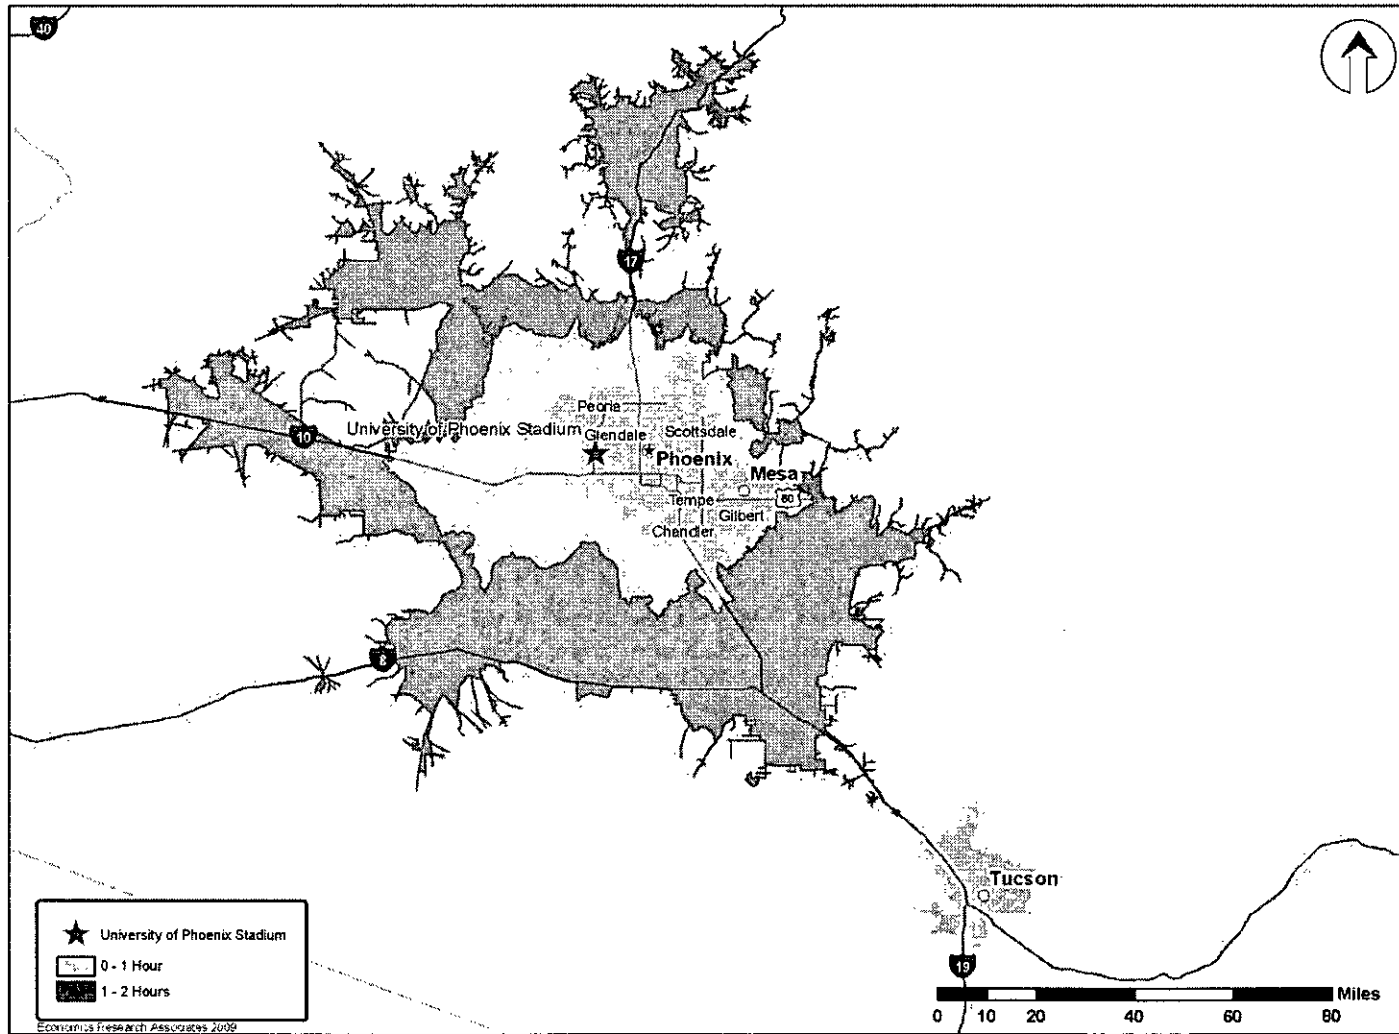 40
17
Peoria
University of Phoenix Stadium
Glendale
Scottsdale
10
Phoenix
Mesa
Tempe
60
Gilbert
Chandler
8
Tucson
19
University of Phoenix Stadium
0 - 1 Hour
1 - 2 Hours
Miles
0 10 20 40 60 80
Economics Research Associates 2009